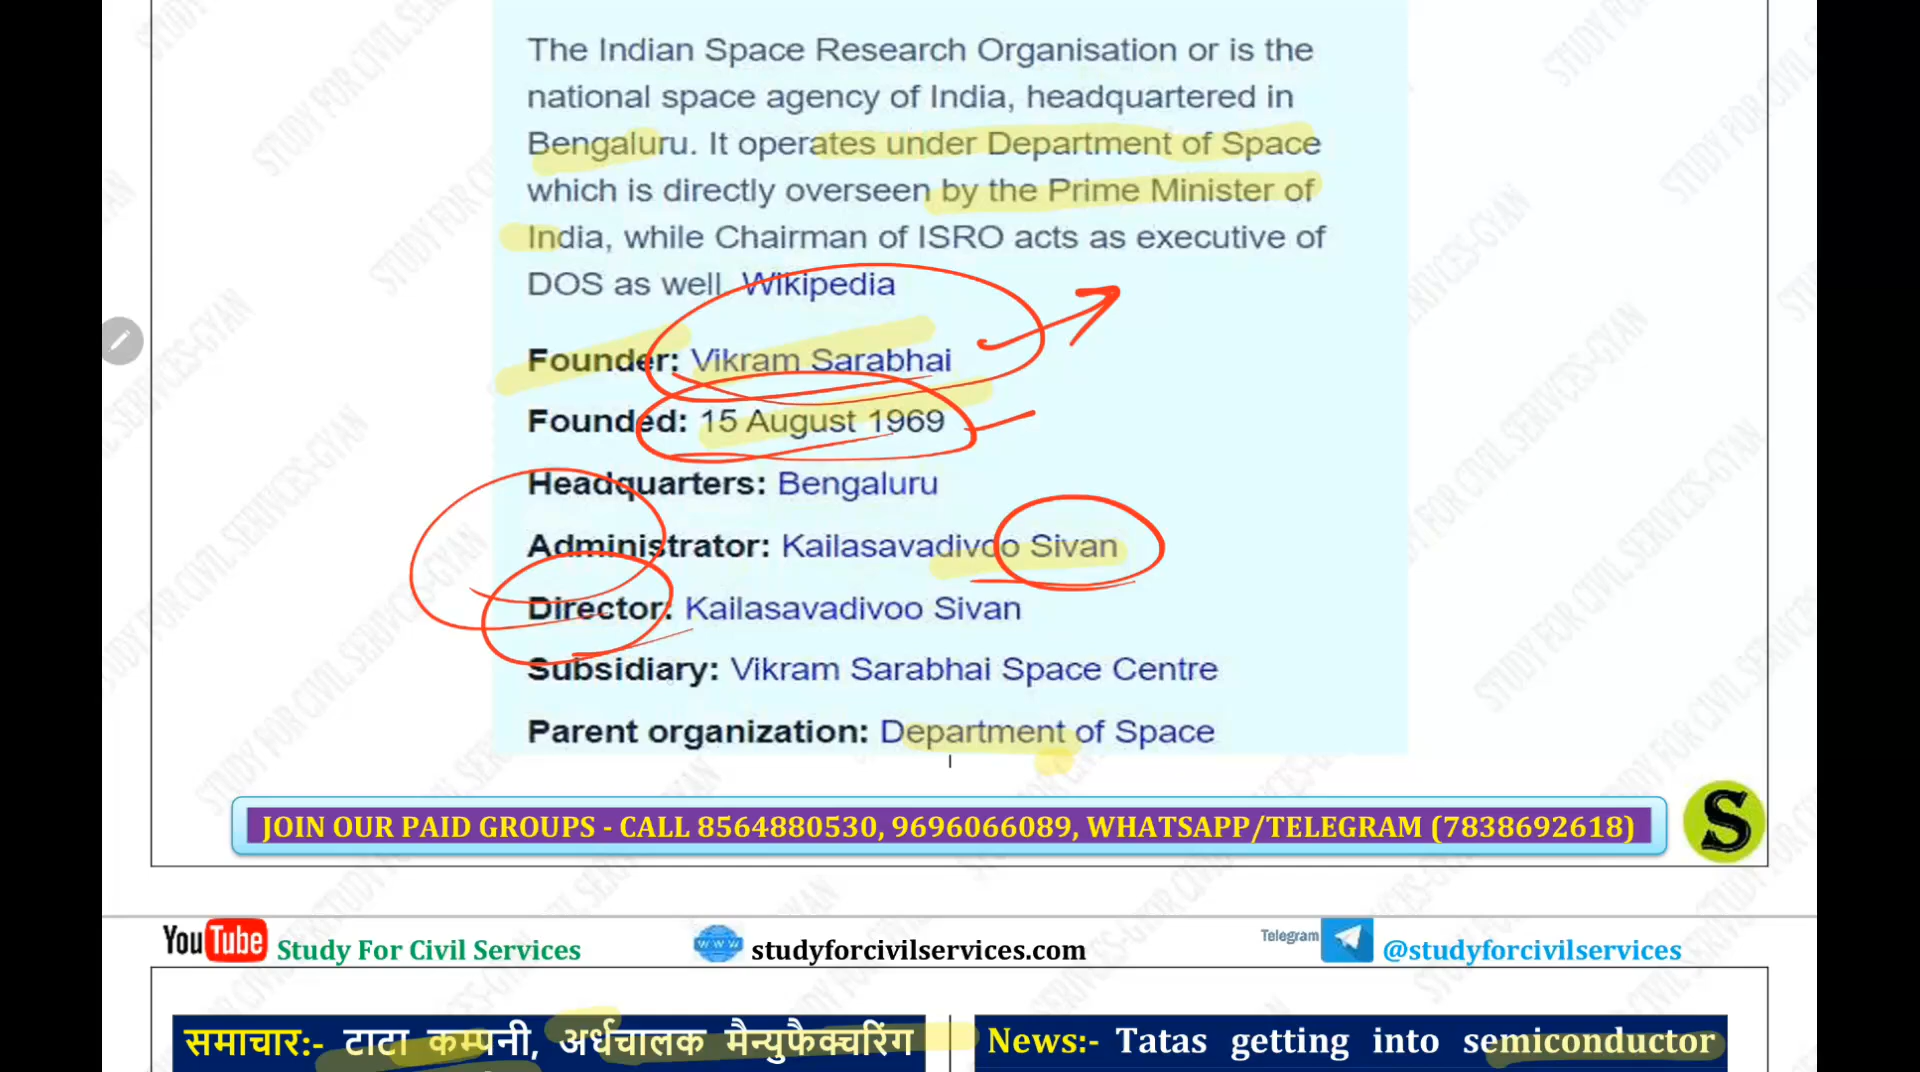 The Indian Space Research Organisation or is the
national space agency of India, headquartered in
Bengaluru. It operates under Department of Space
which is directly overseen by the Prime Minister of
India, while Chairman of ISRO acts as executive of
DOS as well. Wikipedia
Founder: Vikram Sarabhai
Founded: 15 August 1969
Headquarters: Bengaluru
Administrator: Kailasavadivoo Sivan
Director: Kailasavadivoo Sivan
Subsidiary: Vikram Sarabhai Space Centre
Parent organization: Department of Space
JOIN OUR PAID GROUPS - CALL 8564880530, 9696066089, WHATSAPP/TELEGRAM (7838692618)
S
YouTube Study For Civil Services
www studyforcivilservices.com
Telegram @studyforcivilservices
समाचार:- टाटा कम्पनी, अर्धचालक मैन्युफैक्चरिंग
News:- Tatas getting into semiconductor